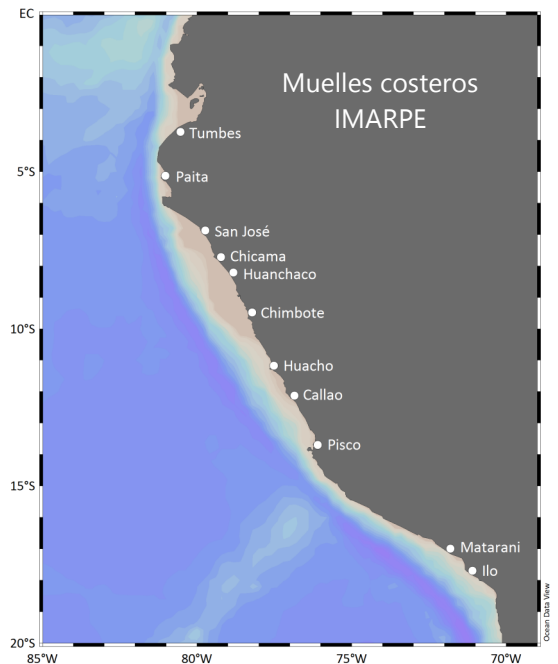 EC
Muelles costeros
IMARPE
Tumbes
5°S
Paita
San José
Chicama
Huanchaco
Chimbote
10°S
Huacho
Callao
Pisco
15°S
Matarani
Ilo
20°S
85°W
80°W
75°W
70°W
Ocean Data View